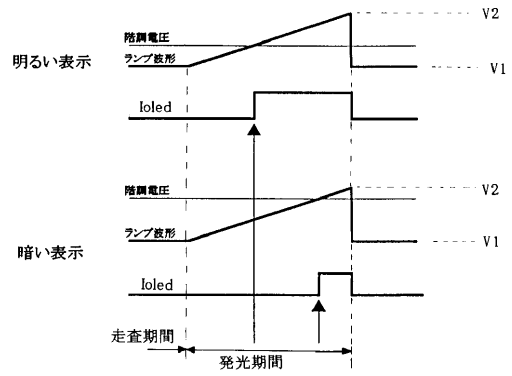 V2
階調電圧
明るい表示
ランプ波形
V1
Ioled
階調電圧
V2
ランプ波形
V1
暗い表示
Ioled
走査期間
発光期間